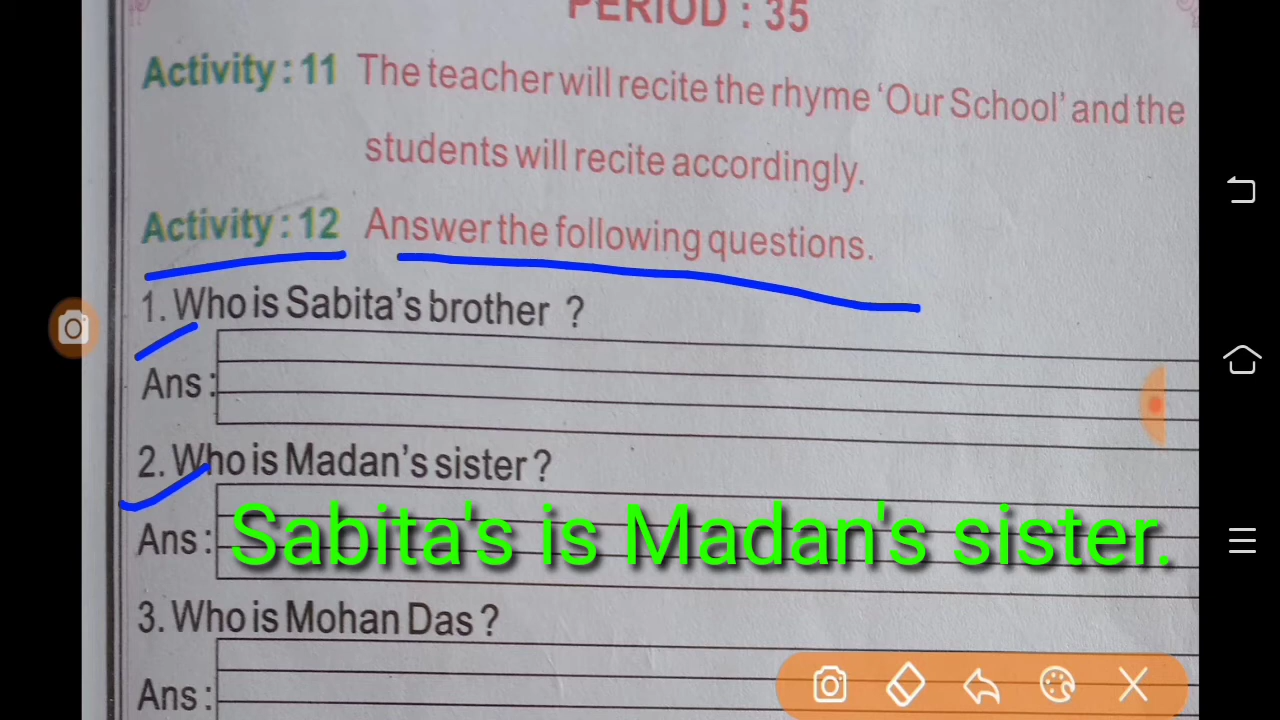 PERIOD : 35
Activity : 11 The teacher will recite the rhyme ‘Our School’ and the
students will recite accordingly.
Activity : 12 Answer the following questions.
1. Who is Sabita’s brother ?
Ans :
2. Who is Madan’s sister ?
Ans : Sabita's is Madan's sister.
3. Who is Mohan Das ?
Ans :